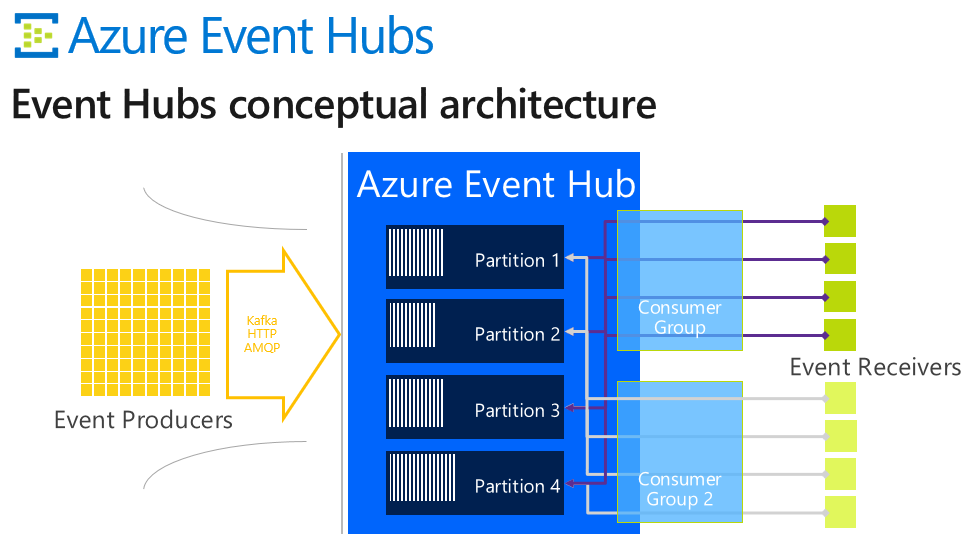 Azure Event Hubs
Event Hubs conceptual architecture
Azure Event Hub
Partition 1
Partition 2
Partition 3
Partition 4
Kafka
HTTP
AMQP
Event Producers
Consumer
Group
Consumer
Group 2
Event Receivers